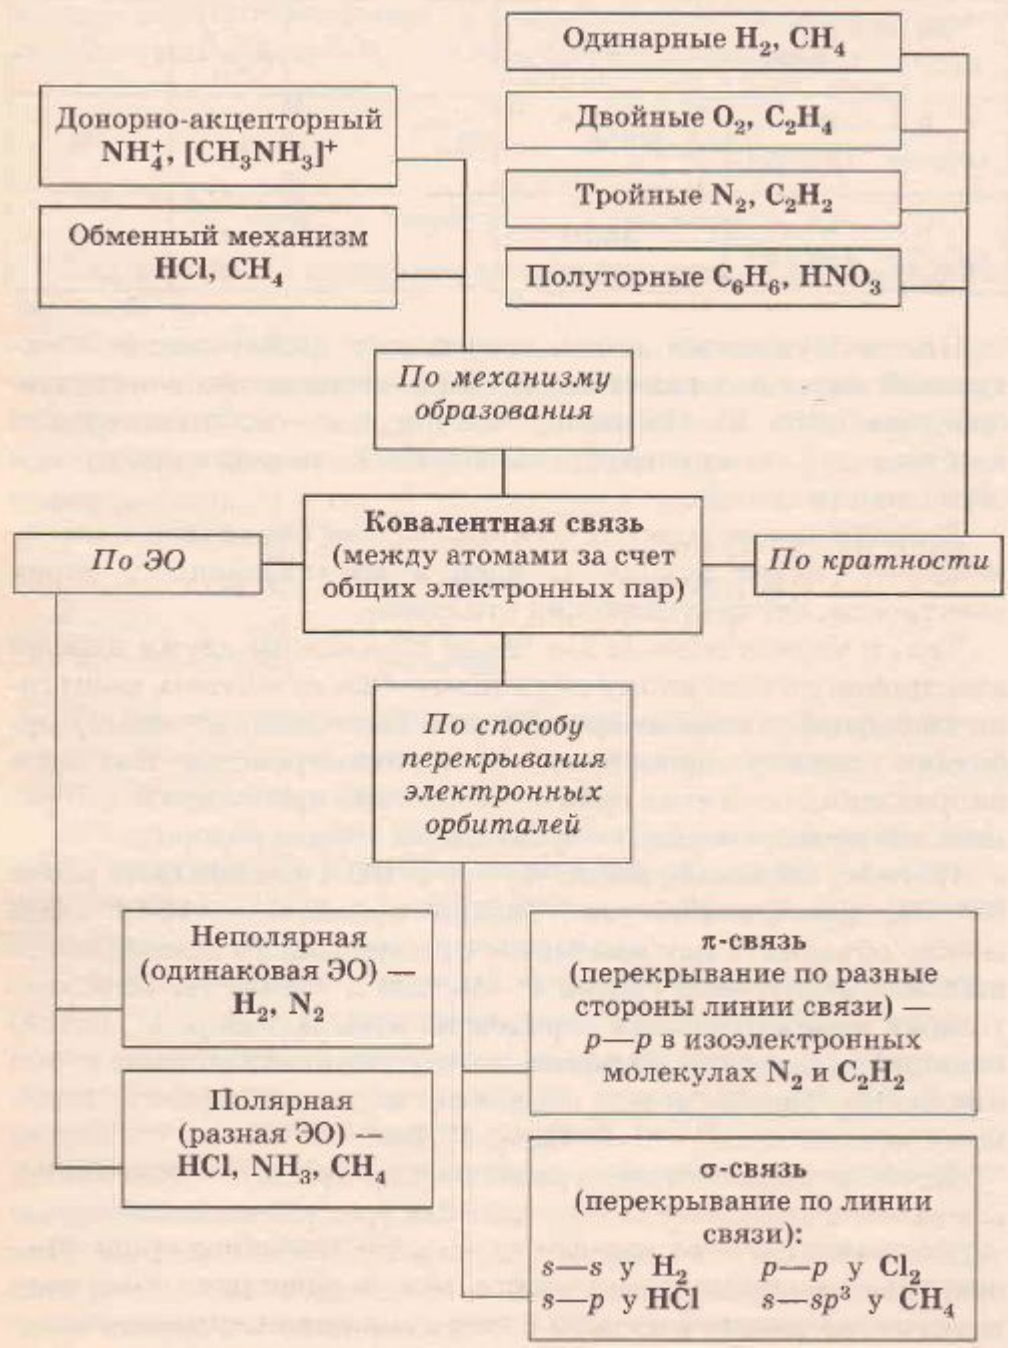 Одинарные H₂, CH₄
Двойные O₂, C₂H₄
Тройные N₂, C₂H₂
Полуторные C₆H₆, HNO₃
Донорно-акцепторный
NH₄⁺, [CH₃NH₃]⁺
Обменный механизм
HCl, CH₄
По механизму
образования
Ковалентная связь
(между атомами за счет
общих электронных пар)
По ЭО
По кратности
По способу
перекрывания
электронных
орбиталей
Неполярная
(одинаковая ЭО) —
H₂, N₂
Полярная
(разная ЭО) —
HCl, NH₃, CH₄
π-связь
(перекрывание по разные
стороны линии связи) —
p—p в изоэлектронных
молекулах N₂ и C₂H₂
σ-связь
(перекрывание по линии
связи):
s—s у H₂ p—p у Cl₂
s—p у HCl s—sp³ у CH₄